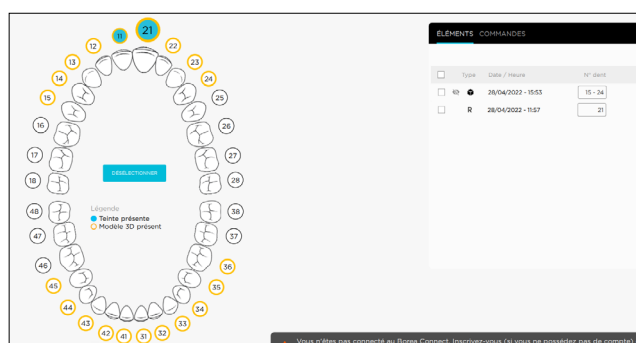 ÉLÉMENTS COMMANDES
Type Date / Heure N° dent
28/04/2022 - 15:53 15 - 24
R 28/04/2022 - 11:57 21
11 21
12 22
13 23
14 24
15 25
16 26
17 27
18 28
DÉSÉLECTIONNER
Légende
Teinte présente
Modèle 3D présent
48 38
47 37
46 36
45 35
44 34
43 33
42 41 31 32
Vous n'êtes pas connecté au Borea Connect. Inscrivez-vous (si vous ne possédez pas de compte)